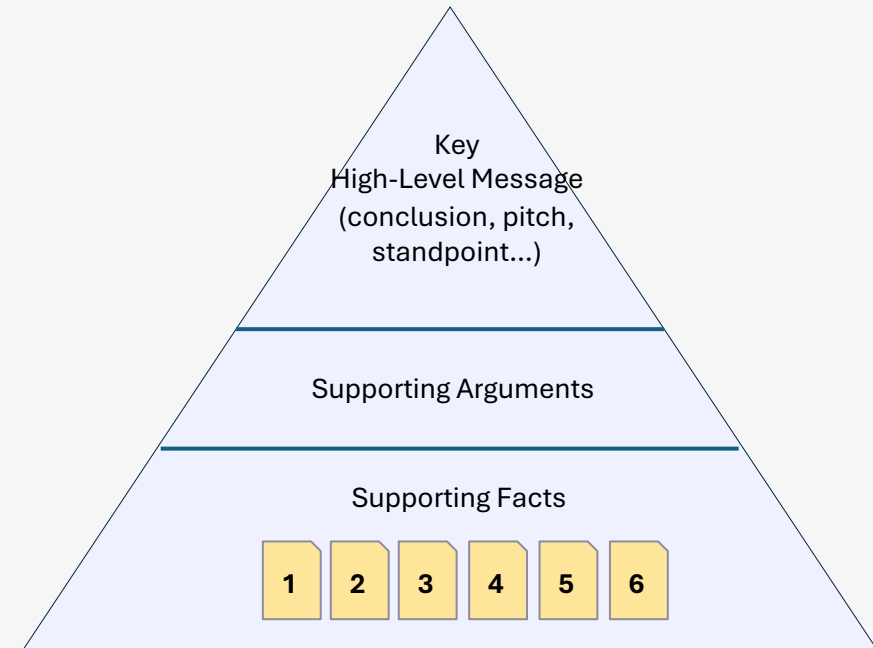 Key
High-Level Message
(conclusion, pitch,
standpoint...)
Supporting Arguments
Supporting Facts
1 2 3 4 5 6